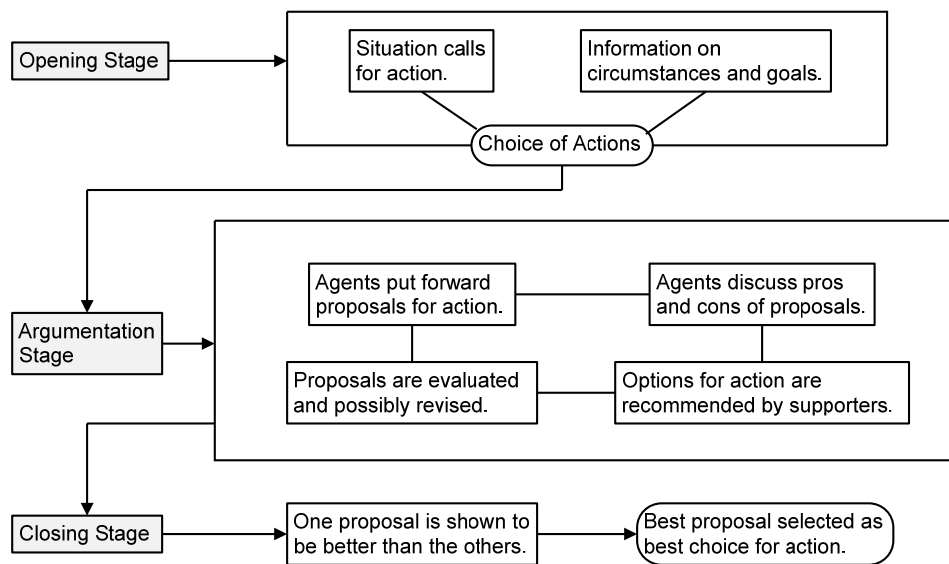 Opening Stage
Situation calls
for action.
Information on
circumstances and goals.
Choice of Actions
Argumentation
Stage
Agents put forward
proposals for action.
Agents discuss pros
and cons of proposals.
Proposals are evaluated
and possibly revised.
Options for action are
recommended by supporters.
Closing Stage
One proposal is shown to
be better than the others.
Best proposal selected as
best choice for action.